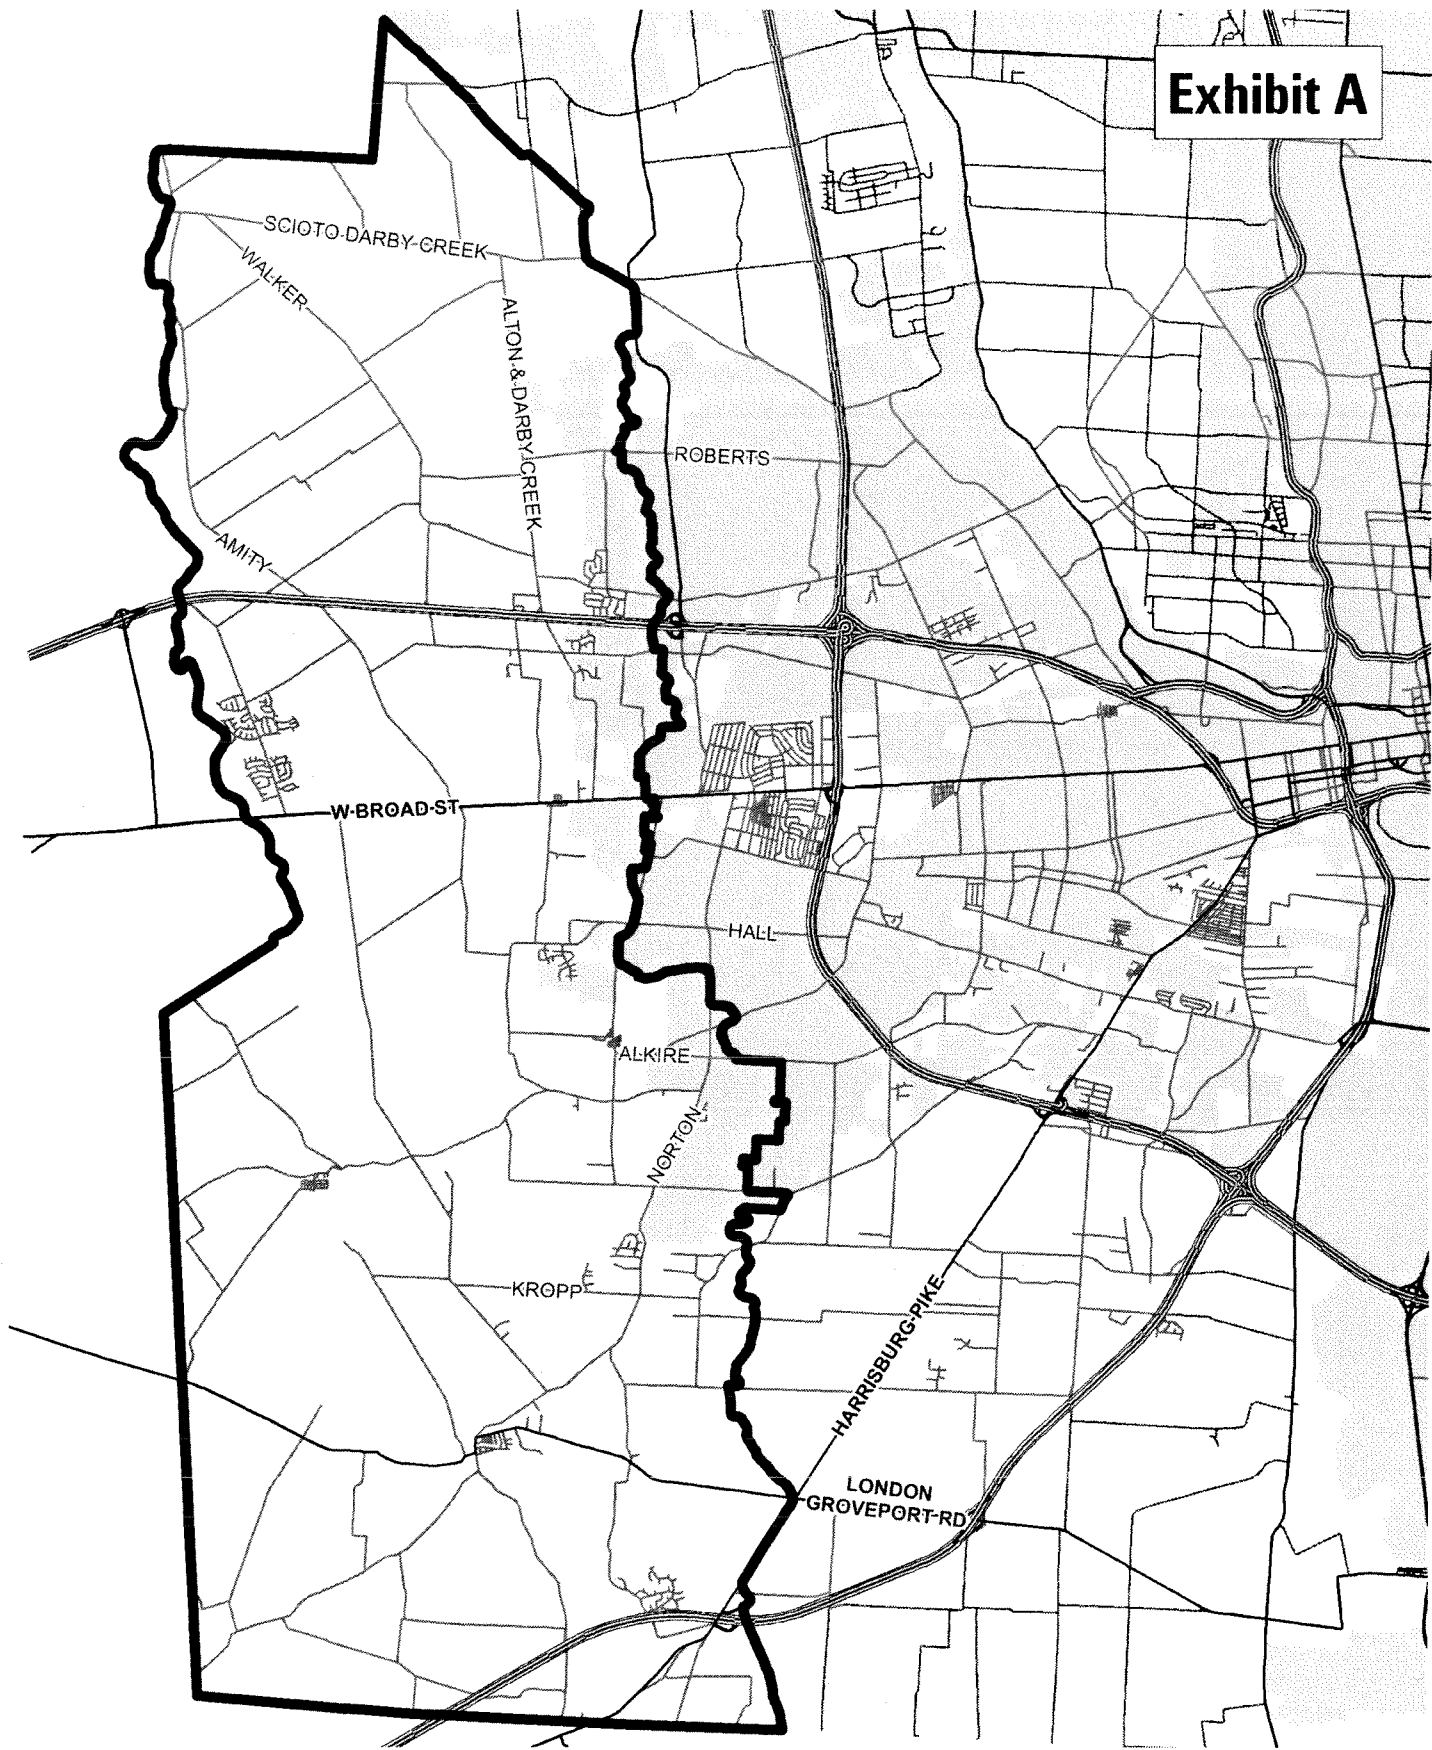 Exhibit A
SCIOTO-DARBY-CREEK
WALKER
ALTON-&-DARBY-CREEK
ROBERTS
AMITY
W-BROAD-ST
HALL
ALKIRE
NORTON
KROPP
HARRISBURG-PIKE
LONDON
GROVEPORT-RD